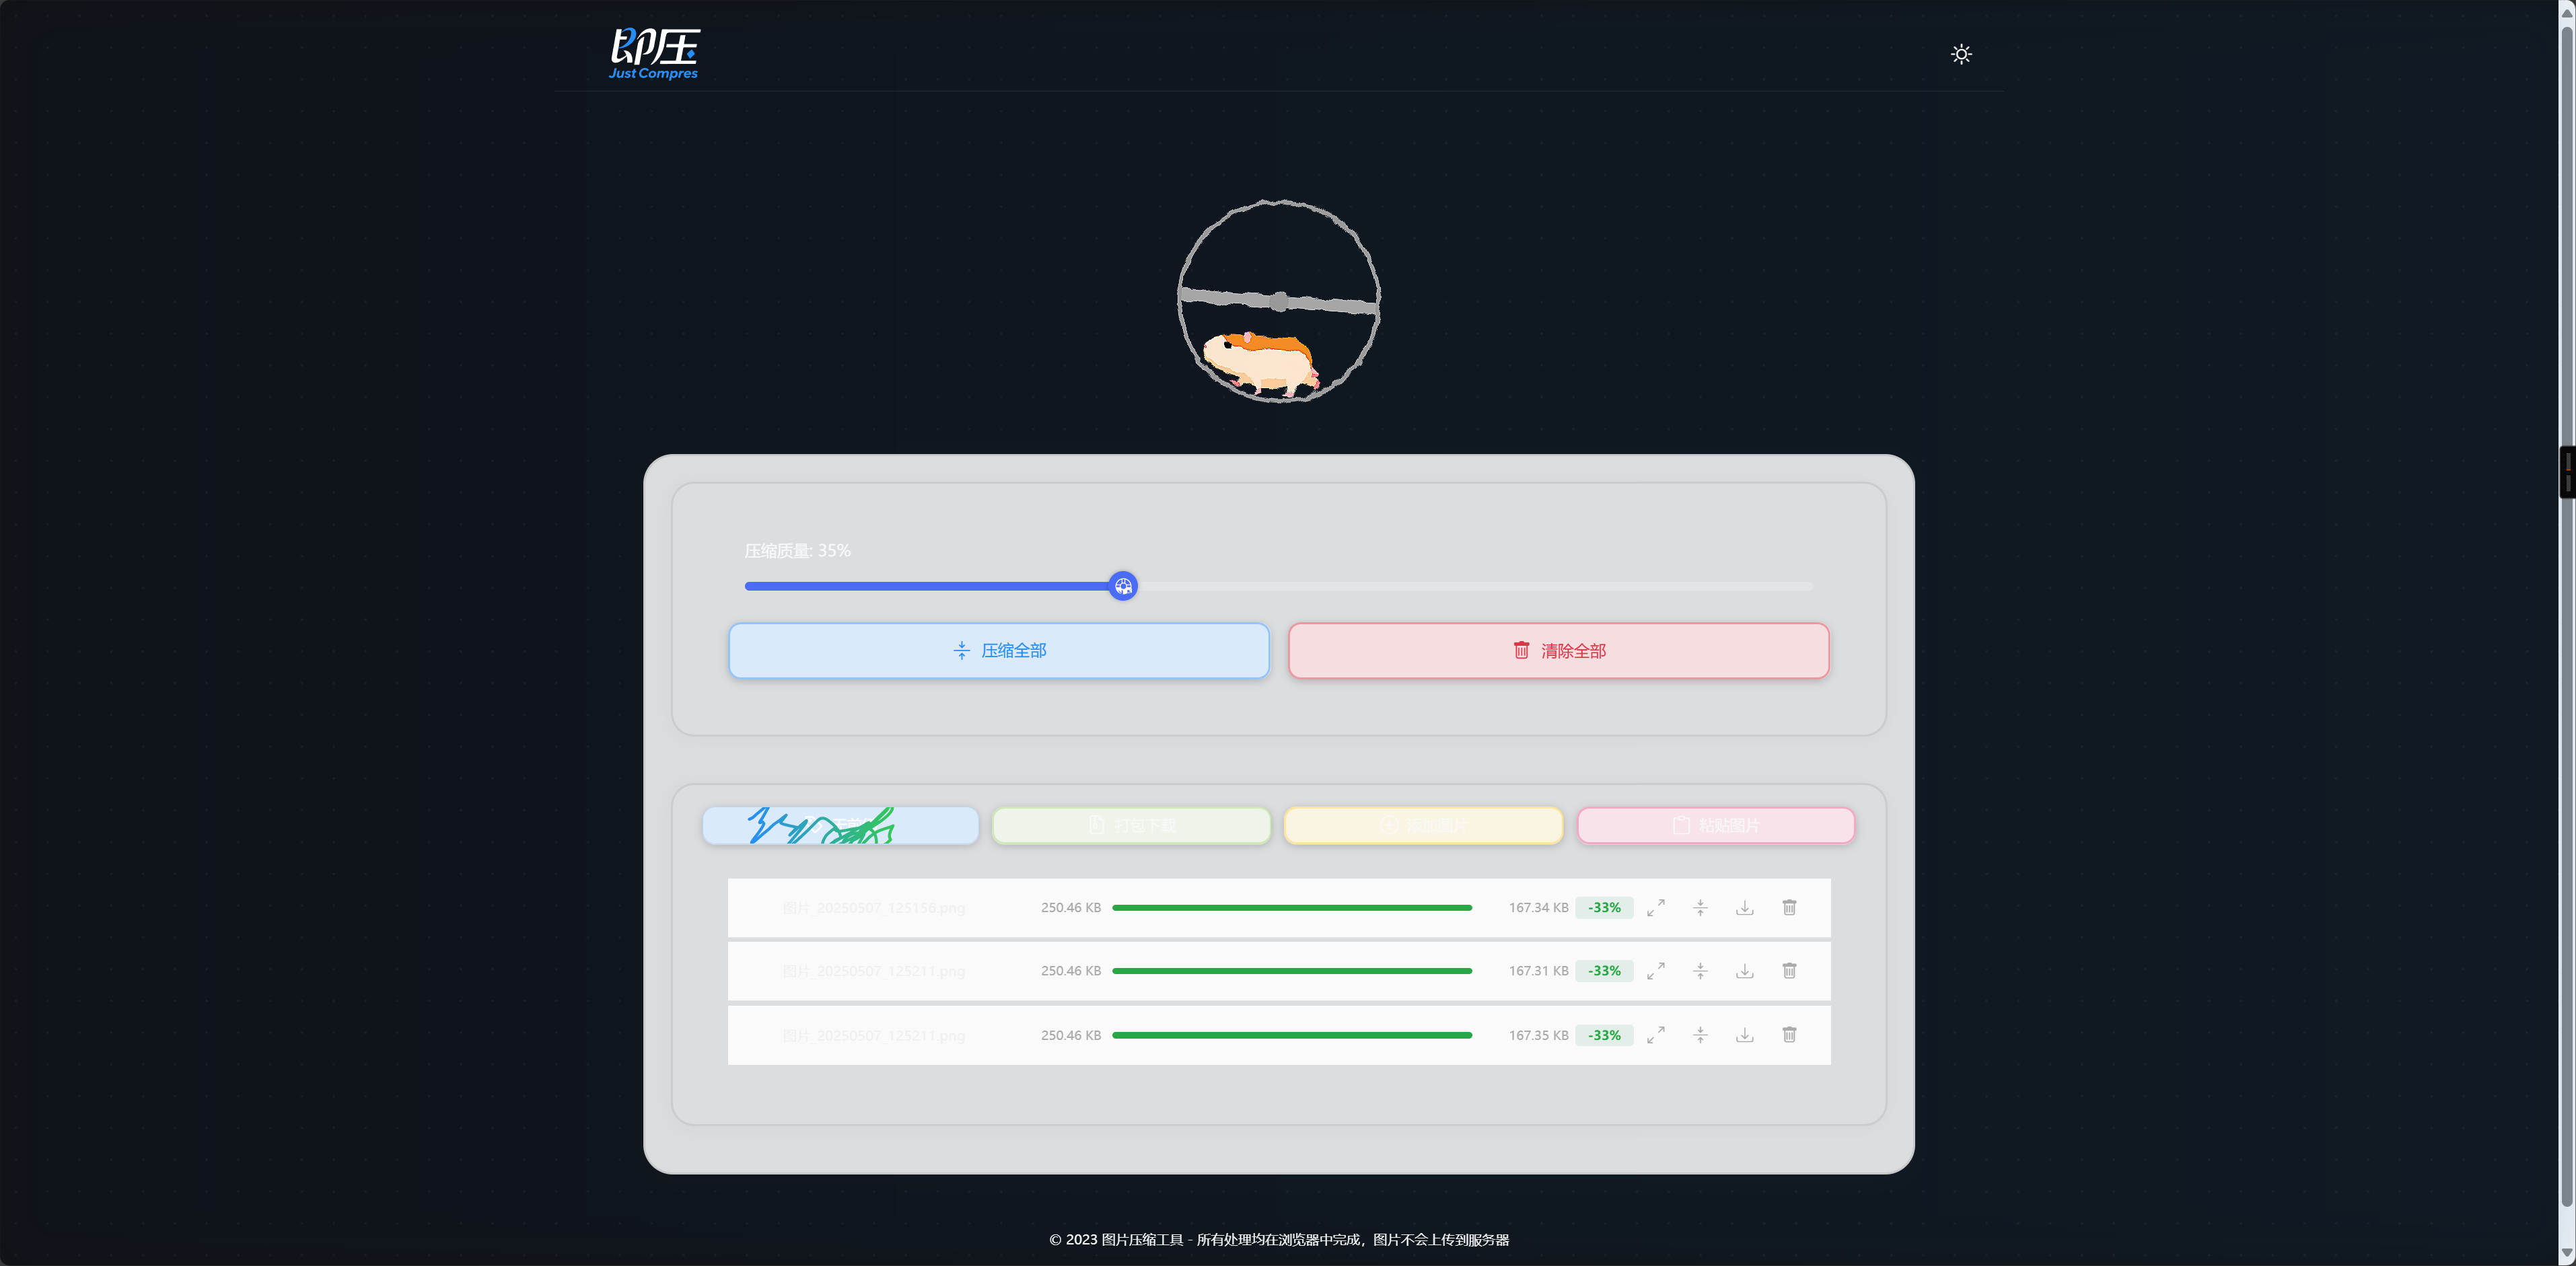 即压
Just Compres
压缩质量: 35%
压缩全部
清除全部
打包下载
添加图片
粘贴图片
图片_20250507_125156.png 250.46 KB 167.34 KB -33%
图片_20250507_125211.png 250.46 KB 167.31 KB -33%
图片_20250507_125211.png 250.46 KB 167.35 KB -33%
© 2023 图片压缩工具 - 所有处理均在浏览器中完成，图片不会上传到服务器